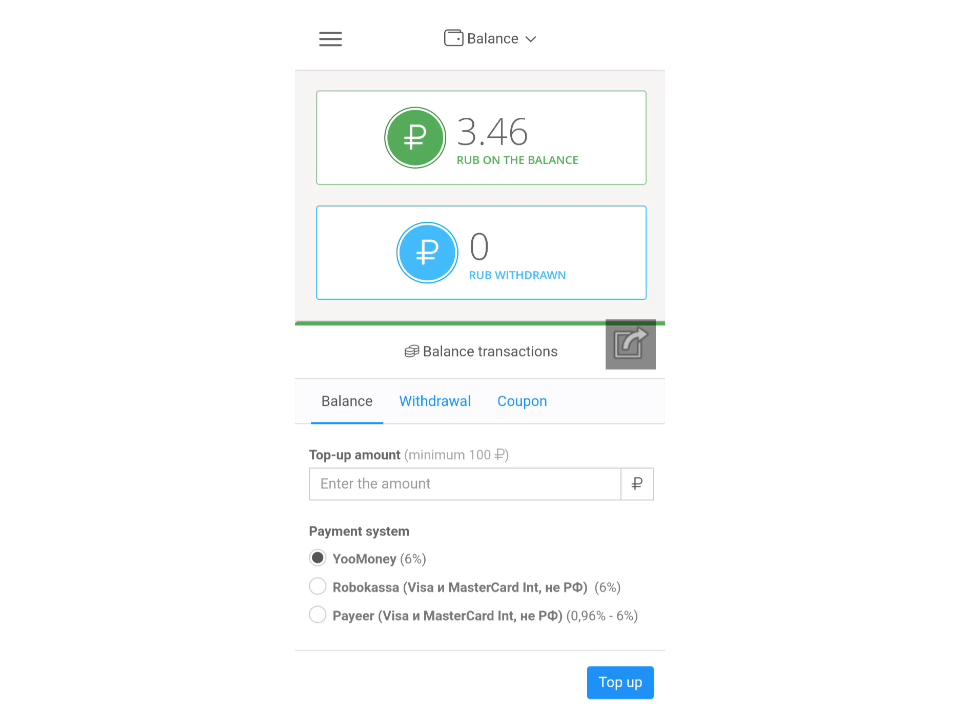 Balance
3.46
RUB ON THE BALANCE
0
RUB WITHDRAWN
Balance transactions
Balance Withdrawal Coupon
Top-up amount (minimum 100 ₽)
Enter the amount ₽
Payment system
YooMoney (6%)
Robokassa (Visa и MasterCard Int, не РФ) (6%)
Payeer (Visa и MasterCard Int, не РФ) (0,96% - 6%)
Top up